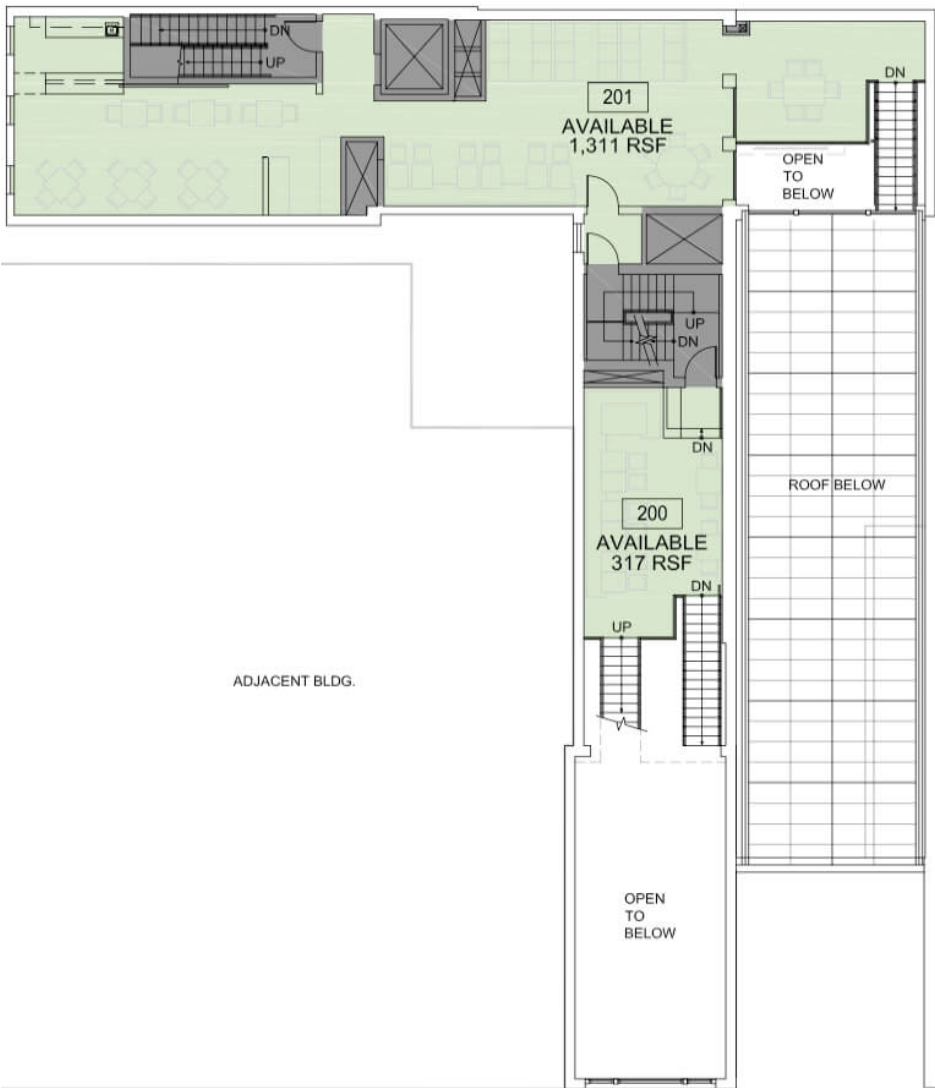 DN
UP
201
AVAILABLE
1,311 RSF
DN
OPEN
TO
BELOW
UP
DN
DN
ROOF BELOW
200
AVAILABLE
317 RSF
DN
UP
ADJACENT BLDG.
OPEN
TO
BELOW